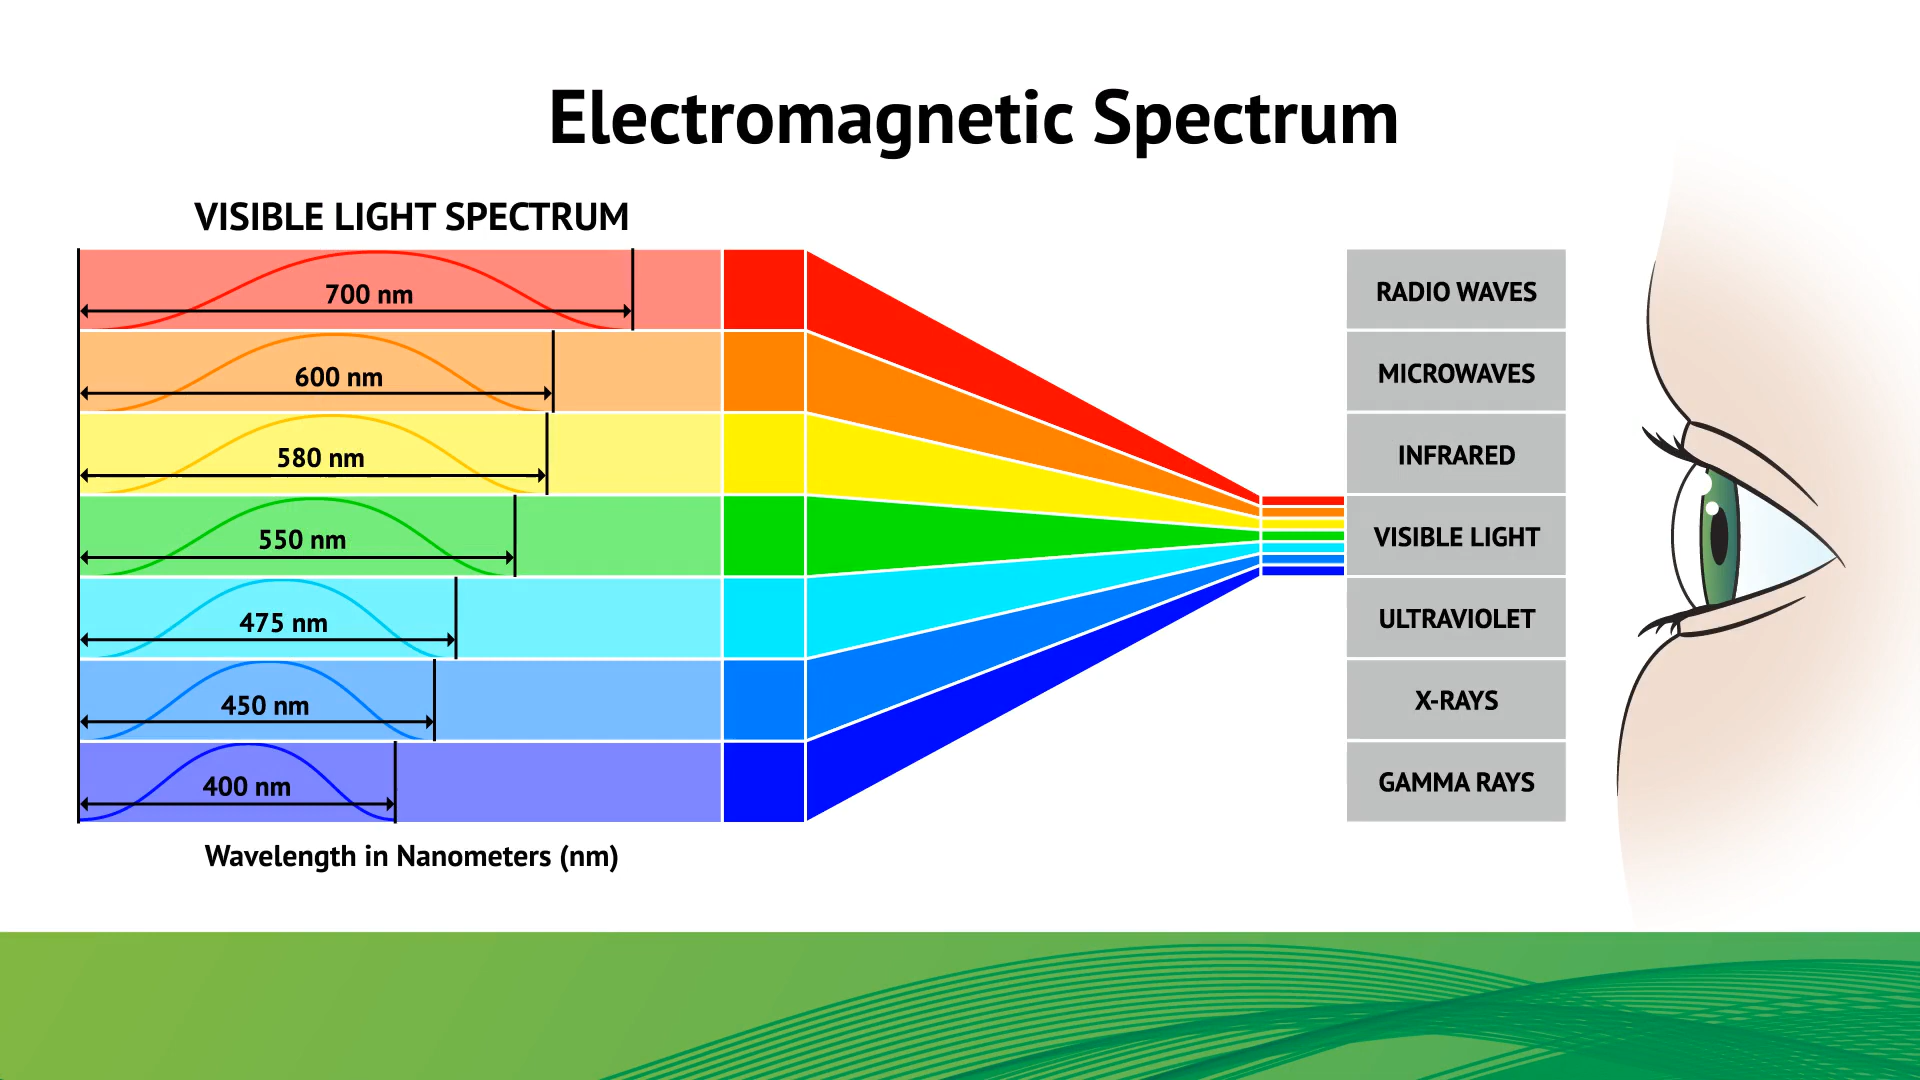 Electromagnetic Spectrum
VISIBLE LIGHT SPECTRUM
700 nm
600 nm
580 nm
550 nm
475 nm
450 nm
400 nm
Wavelength in Nanometers (nm)
RADIO WAVES
MICROWAVES
INFRARED
VISIBLE LIGHT
ULTRAVIOLET
X-RAYS
GAMMA RAYS